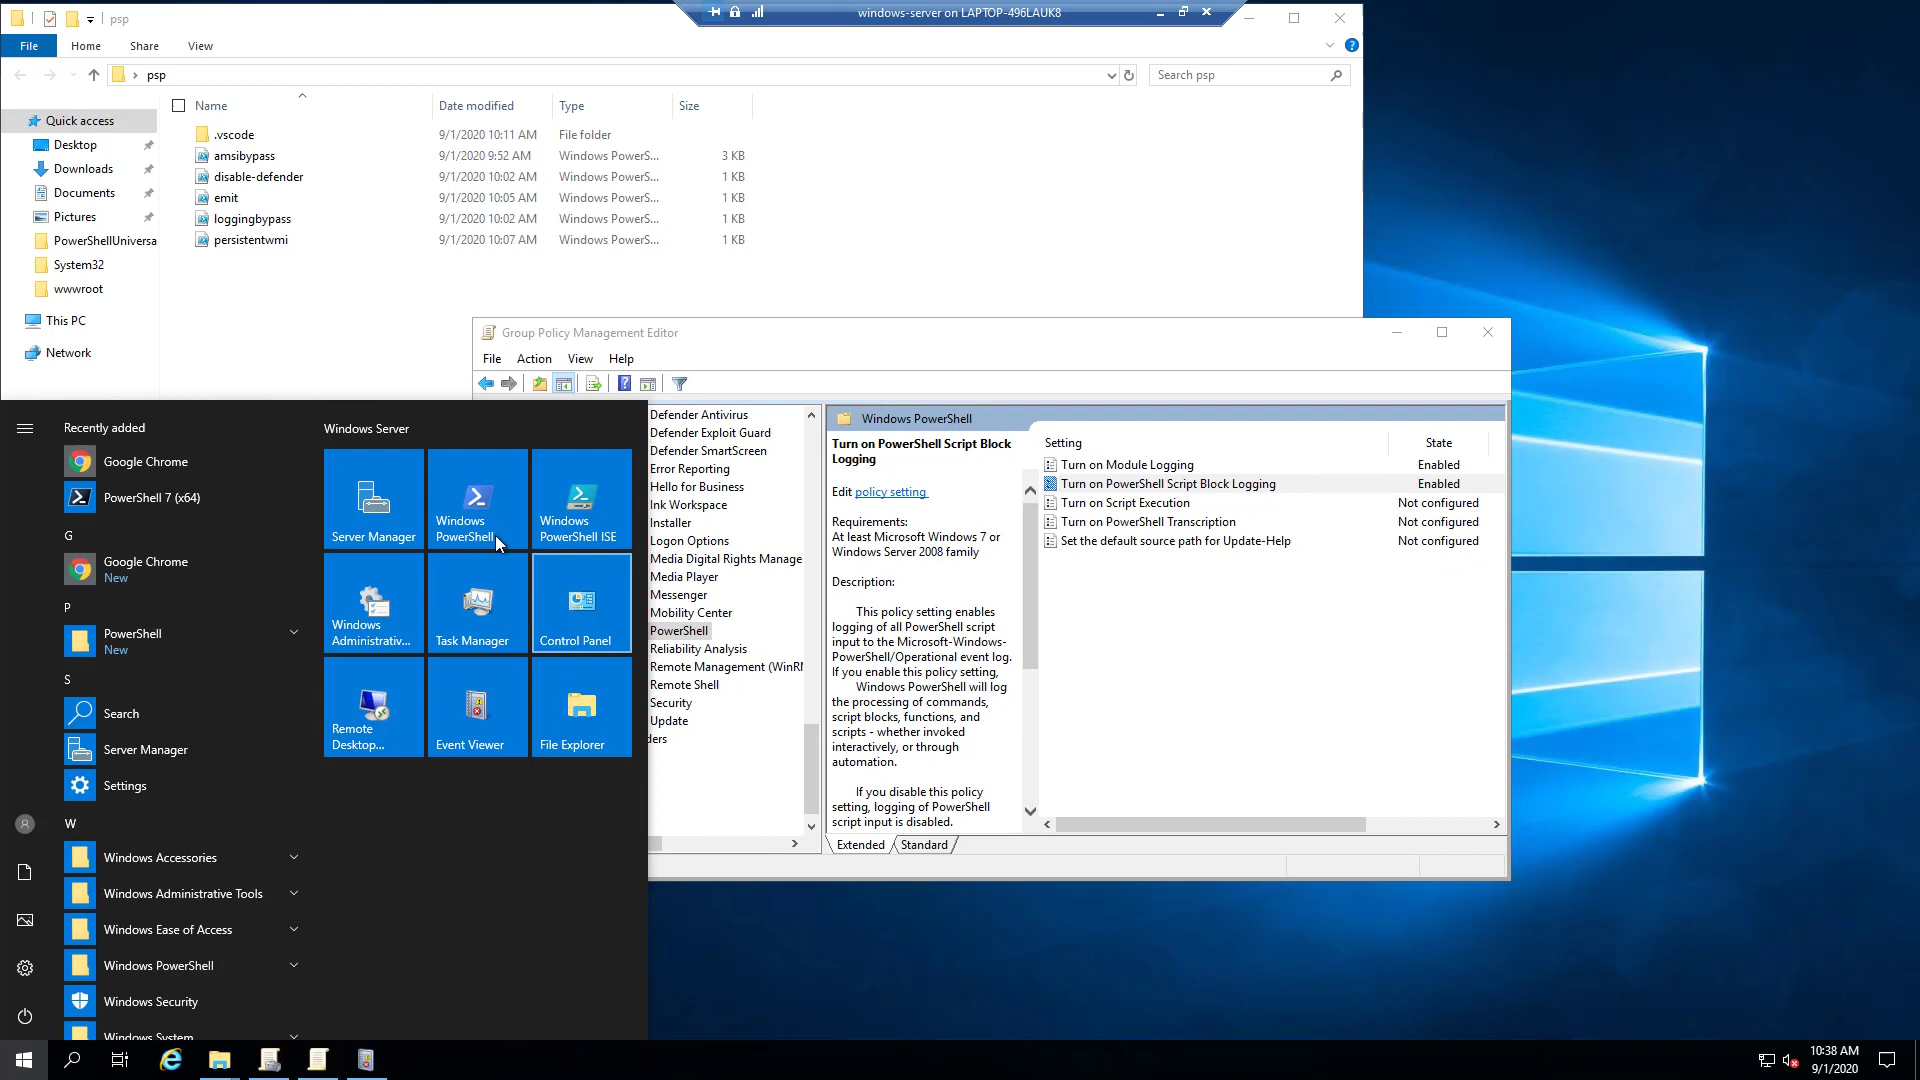 psp
windows-server on LAPTOP-496LAUK8
File
Home
Share
View
psp
Search psp
Name
Date modified
Type
Size
Quick access
Desktop
Downloads
Documents
Pictures
PowerShellUniversa
System32
wwwroot
This PC
Network
.vscode 9/1/2020 10:11 AM File folder
amsibypass 9/1/2020 9:52 AM Windows PowerS... 3 KB
disable-defender 9/1/2020 10:02 AM Windows PowerS... 1 KB
emit 9/1/2020 10:05 AM Windows PowerS... 1 KB
loggingbypass 9/1/2020 10:02 AM Windows PowerS... 1 KB
persistentwmi 9/1/2020 10:07 AM Windows PowerS... 1 KB
Group Policy Management Editor
File Action View Help
Defender Antivirus
Defender Exploit Guard
Defender SmartScreen
Error Reporting
Hello for Business
Ink Workspace
Installer
Logon Options
Media Digital Rights Manage
Media Player
Messenger
Mobility Center
PowerShell
Reliability Analysis
Remote Management (WinRM
Remote Shell
Security
Update
ders
Windows PowerShell
Turn on PowerShell Script Block
Logging
Edit policy setting
Requirements:
At least Microsoft Windows 7 or
Windows Server 2008 family
Description:
This policy setting enables
logging of all PowerShell script
input to the Microsoft-Windows-
PowerShell/Operational event log.
If you enable this policy setting,
Windows PowerShell will log
the processing of commands,
script blocks, functions, and
scripts - whether invoked
interactively, or through
automation.
If you disable this policy
setting, logging of PowerShell
script input is disabled.
Setting State
Turn on Module Logging Enabled
Turn on PowerShell Script Block Logging Enabled
Turn on Script Execution Not configured
Turn on PowerShell Transcription Not configured
Set the default source path for Update-Help Not configured
Extended Standard
Recently added
Google Chrome
PowerShell 7 (x64)
G
Google Chrome
New
P
PowerShell
New
S
Search
Server Manager
Settings
W
Windows Accessories
Windows Administrative Tools
Windows Ease of Access
Windows PowerShell
Windows Security
Windows System
Windows Server
Server Manager
Windows
PowerShell
Windows
PowerShell ISE
Windows
Administrativ...
Task Manager
Control Panel
Remote
Desktop...
Event Viewer
File Explorer
10:38 AM
9/1/2020